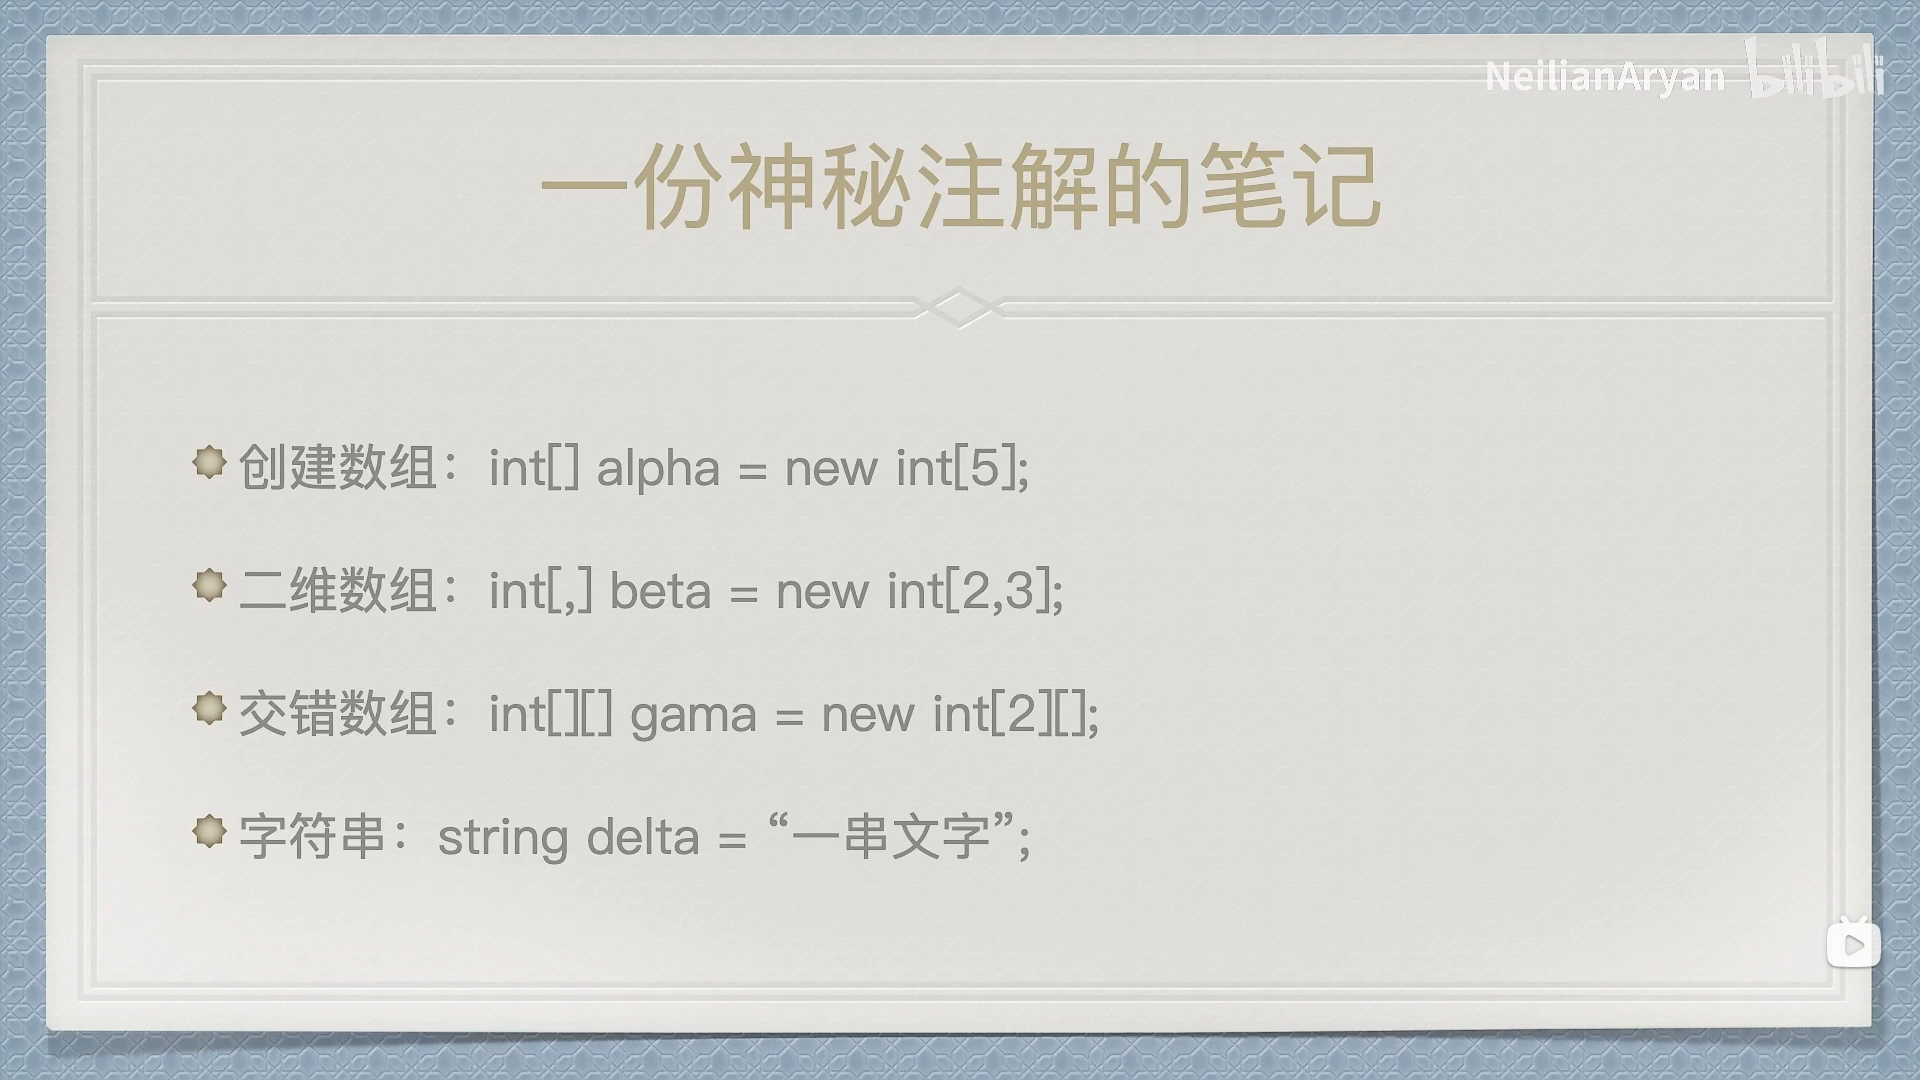 NeilianAryan bilibili
一份神秘注解的笔记
创建数组：int[] alpha = new int[5];
二维数组：int[,] beta = new int[2,3];
交错数组：int[][] gama = new int[2][];
字符串：string delta = “一串文字”;